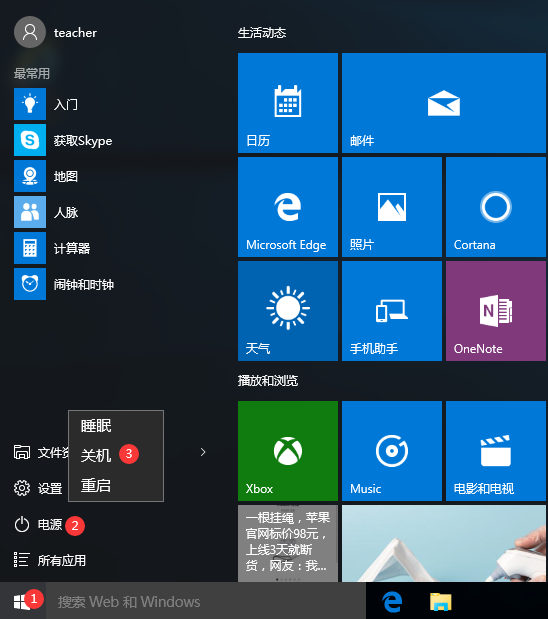 teacher
最常用
入门
获取Skype
地图
人脉
计算器
闹钟和时钟
睡眠
关机 3
重启
文件资
设置
电源 2
所有应用
1
搜索 Web 和 Windows
生活动态
日历
邮件
Microsoft Edge
照片
Cortana
天气
手机助手
OneNote
播放和浏览
Xbox
Music
电影和电视
一根挂绳，苹果
官网标价98元，
上线3天就断
货，网友：我...